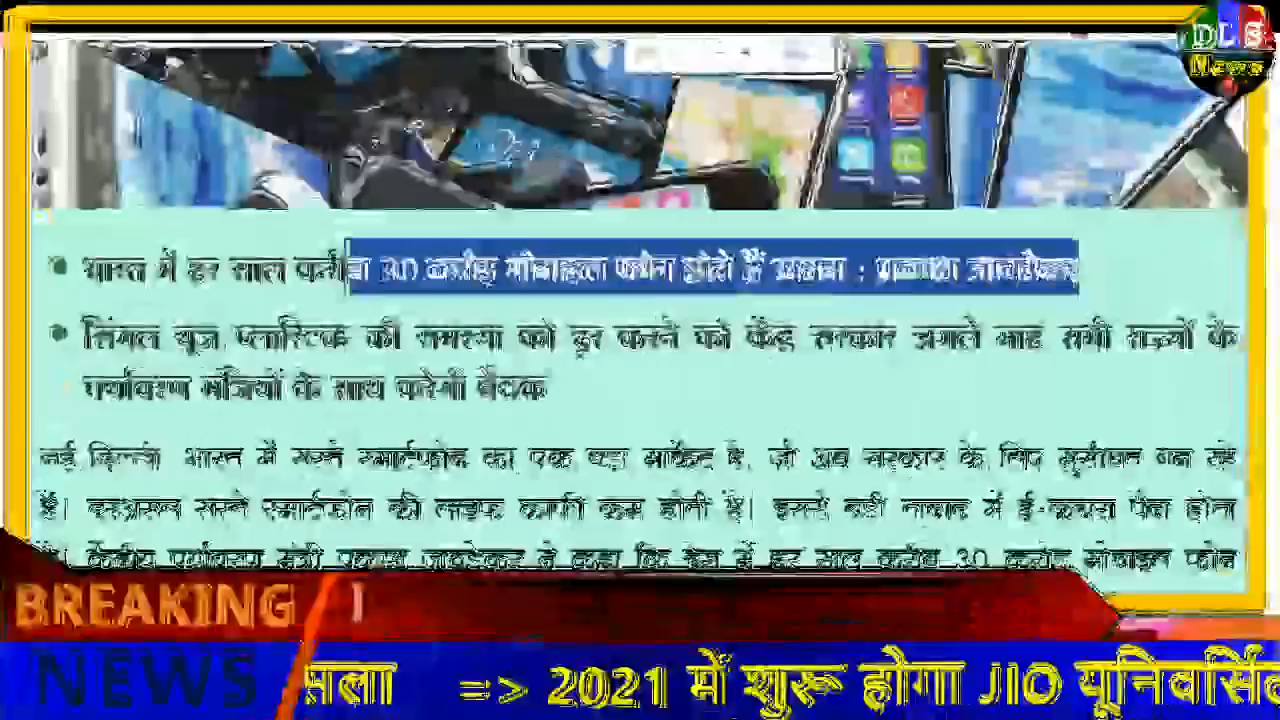 DLS
News
भारत में हर साल करीब 30 करोड़ मोबाइल फोन होते हैं खराब : प्रकाश जावड़ेकर
सिंगल यूज प्लास्टिक की समस्या को दूर करने को केंद्र सरकार अगले माह सभी राज्यों के
पर्यावरण मंत्रियों के साथ करेगी बैठक
नई दिल्ली भारत में सस्ते स्मार्टफोन का एक बड़ा मार्केट है, जो अब सरकार के लिए मुसीबत बन रहे
हैं। दरअसल सस्ते स्मार्टफोन की लाइफ काफी कम होती है। इससे बड़ी तादाद में ई-कचरा पैदा होता
है। केंद्रीय पर्यावरण मंत्री प्रकाश जावड़ेकर ने कहा कि देश में हर साल करीब 30 करोड़ मोबाइल फोन
BREAKING
NEWS
सला => 2021 में शुरू होगा JIO यूनिवर्सिट